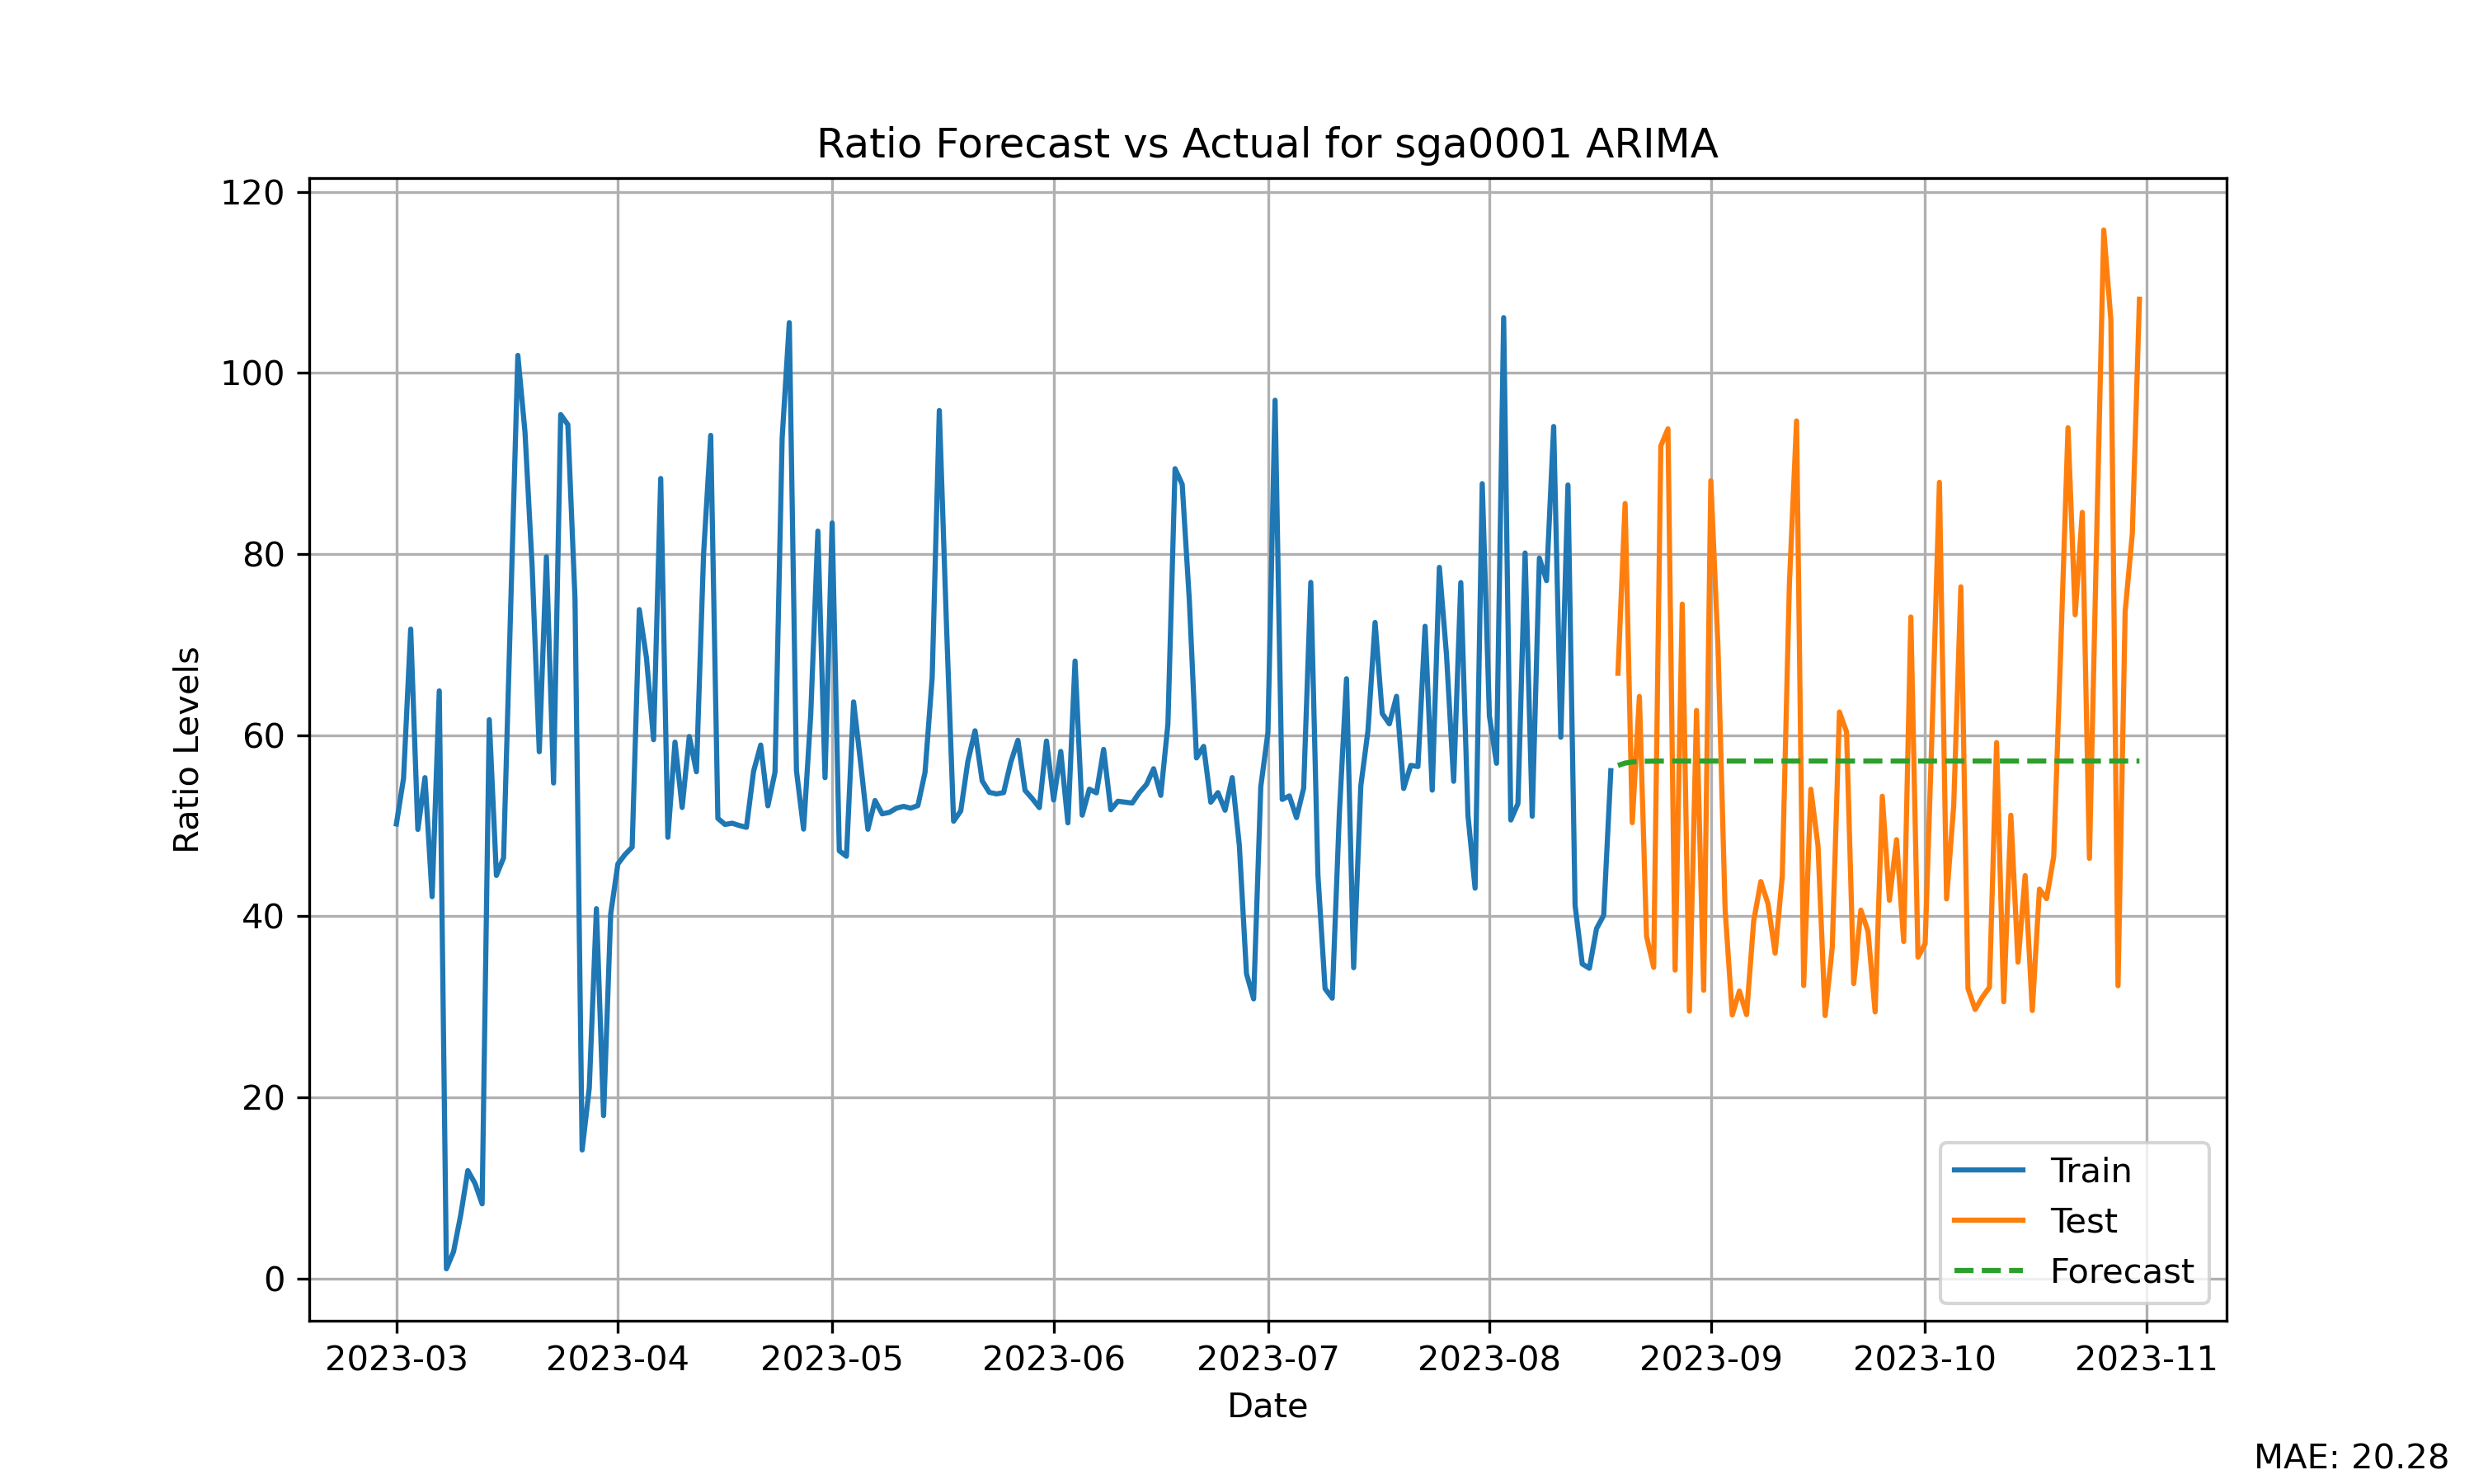 Ratio Forecast vs Actual for sga0001 ARIMA
120
100
80
60
40
20
0
Ratio Levels
Train
Test
Forecast
2023-03 2023-04 2023-05 2023-06 2023-07 2023-08 2023-09 2023-10 2023-11
Date
MAE: 20.28